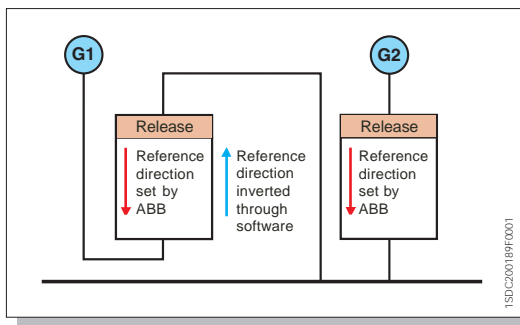 G1
G2
Release
Reference
direction
set by
ABB
Reference
direction
inverted
through
software
Release
Reference
direction
set by
ABB
1SDC200189F0001